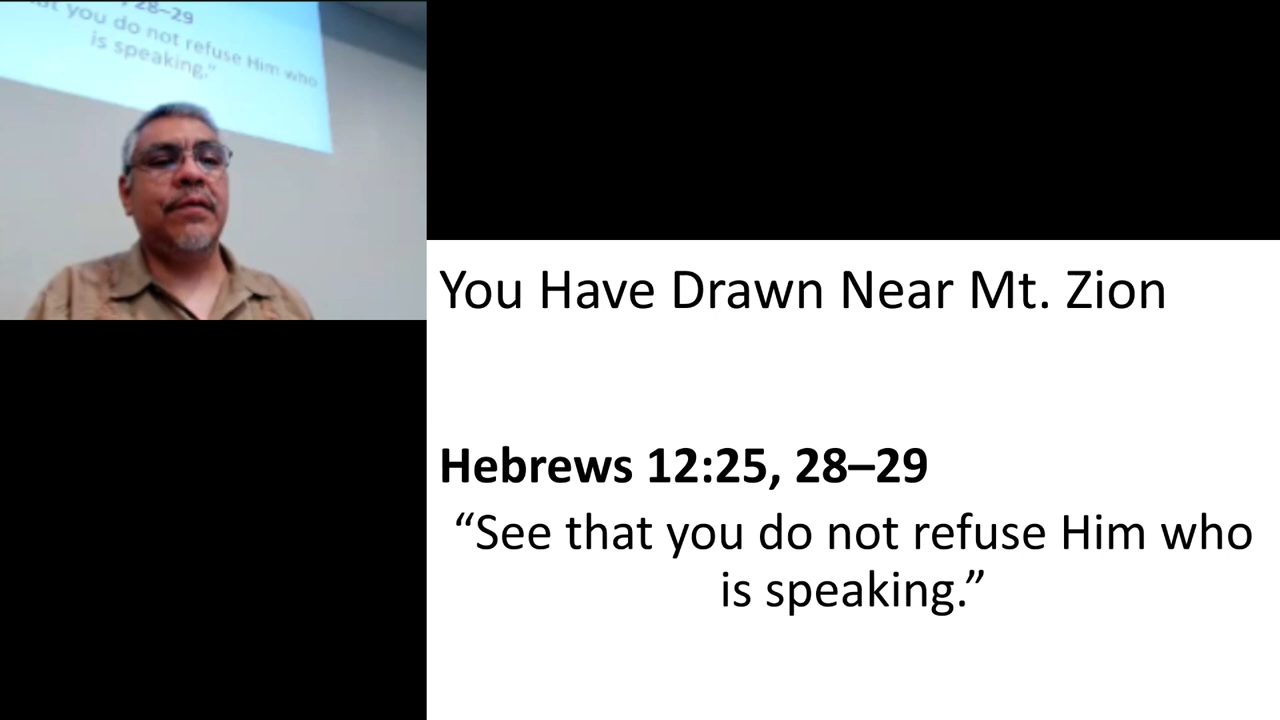 , 28–29
that you do not refuse Him who
is speaking.”
You Have Drawn Near Mt. Zion
Hebrews 12:25, 28–29
“See that you do not refuse Him who
is speaking.”